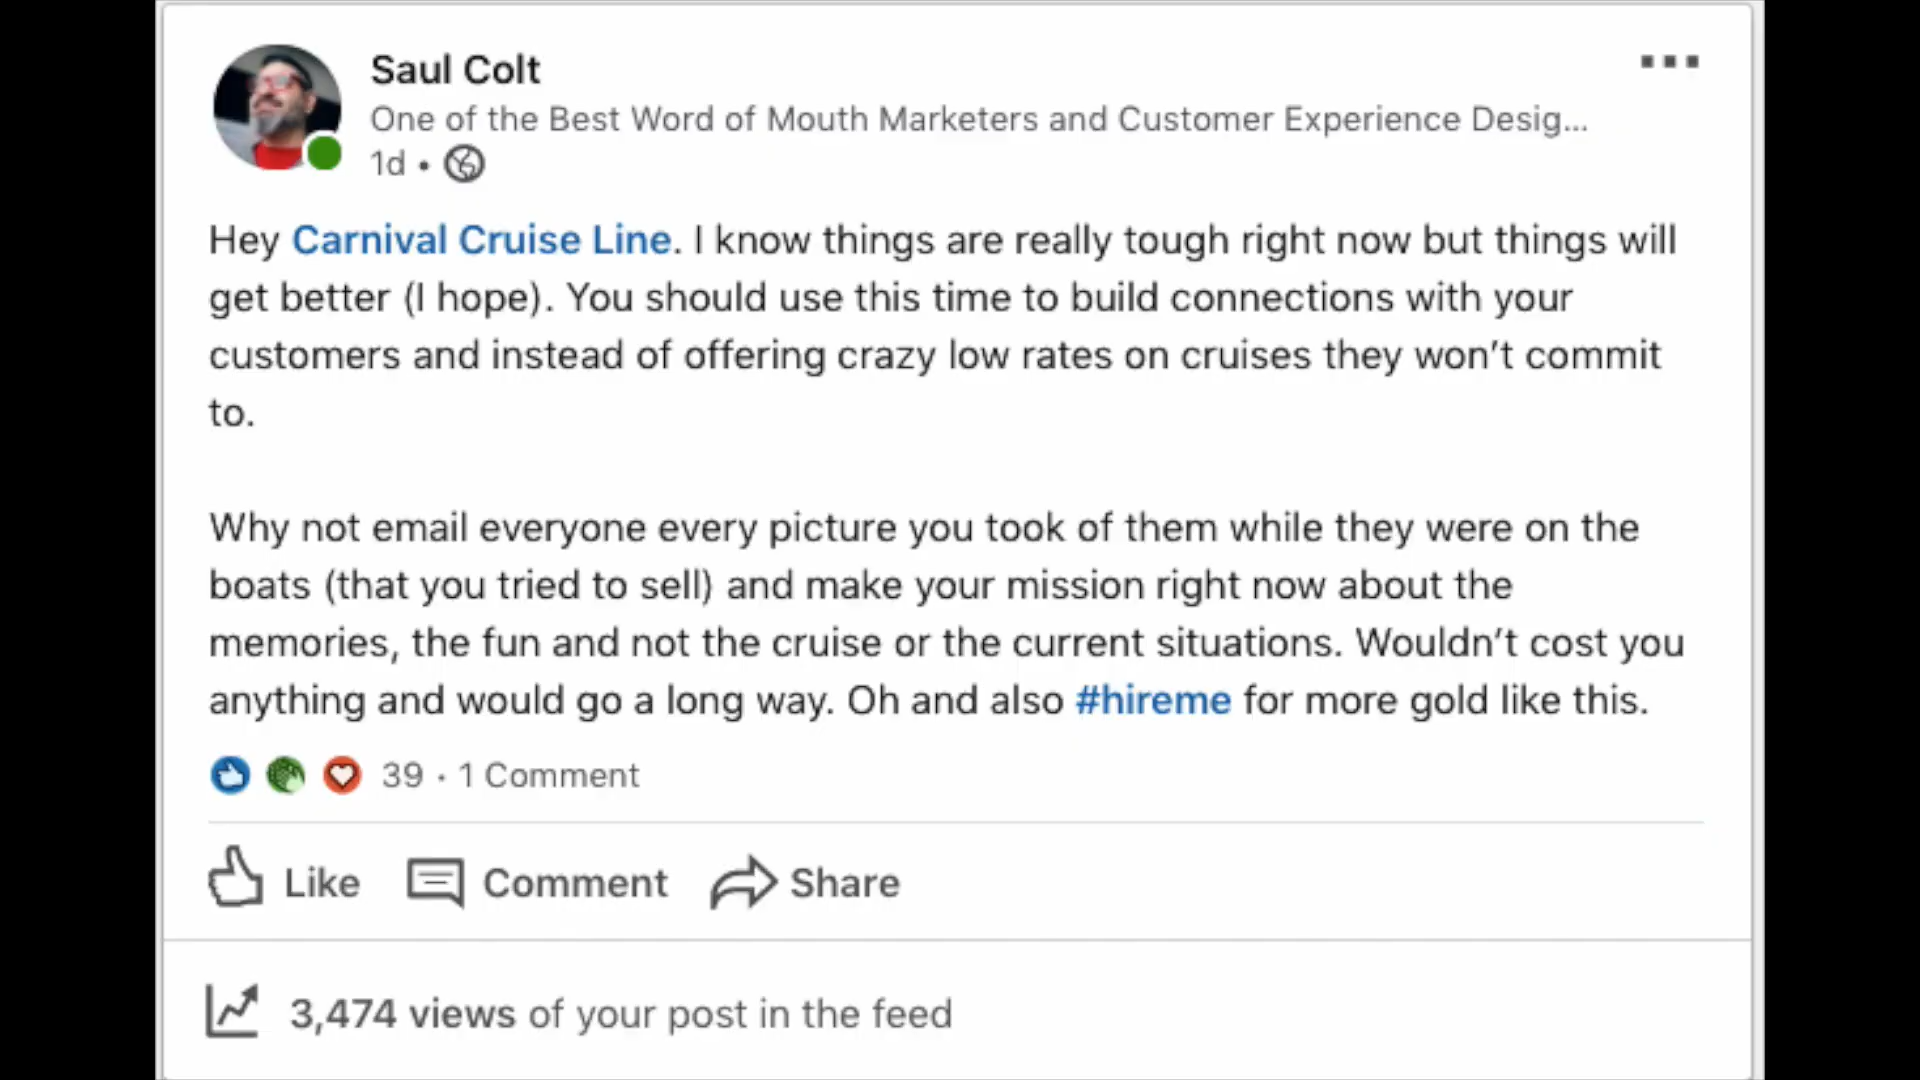 Saul Colt
One of the Best Word of Mouth Marketers and Customer Experience Desig...
1d •
Hey Carnival Cruise Line. I know things are really tough right now but things will
get better (I hope). You should use this time to build connections with your
customers and instead of offering crazy low rates on cruises they won't commit
to.
Why not email everyone every picture you took of them while they were on the
boats (that you tried to sell) and make your mission right now about the
memories, the fun and not the cruise or the current situations. Wouldn't cost you
anything and would go a long way. Oh and also #hireme for more gold like this.
39 · 1 Comment
Like Comment Share
3,474 views of your post in the feed